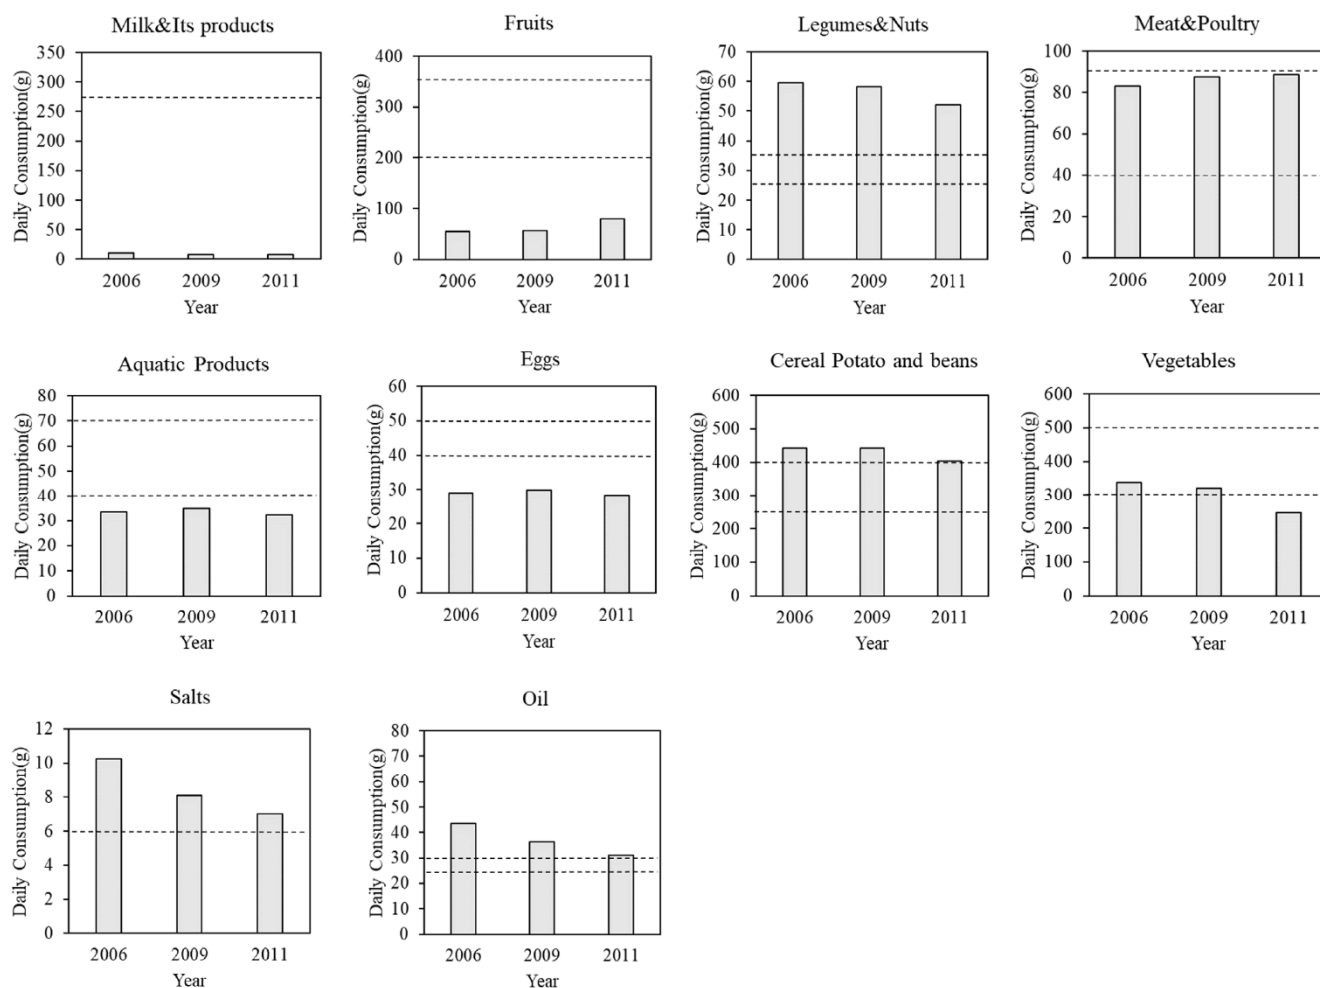 Milk&Its products
Daily Consumption(g)
350
300
250
200
150
100
50
0
2006 2009 2011
Year
Fruits
Daily Consumption(g)
400
300
400
200
100
0
2006 2009 2011
Year
Legumes&Nuts
Daily Consumption(g)
70
60
50
40
30
20
10
0
2006 2009 2011
Year
Meat&Poultry
Daily Consumption(g)
100
80
60
40
20
0
2006 2009 2011
Year
Aquatic Products
Daily Consumption(g)
80
70
60
50
40
30
20
10
0
2006 2009 2011
Year
Eggs
Daily Consumption(g)
60
50
40
30
20
10
0
2006 2009 2011
Year
Cereal Potato and beans
Daily Consumption(g)
600
500
400
300
200
100
0
2006 2009 2011
Year
Vegetables
Daily Consumption(g)
600
500
400
300
200
100
0
2006 2009 2011
Year
Salts
Daily Consumption(g)
12
10
8
6
4
2
0
2006 2009 2011
Year
Oil
Daily Consumption(g)
80
70
60
50
40
30
20
10
0
2006 2009 2011
Year